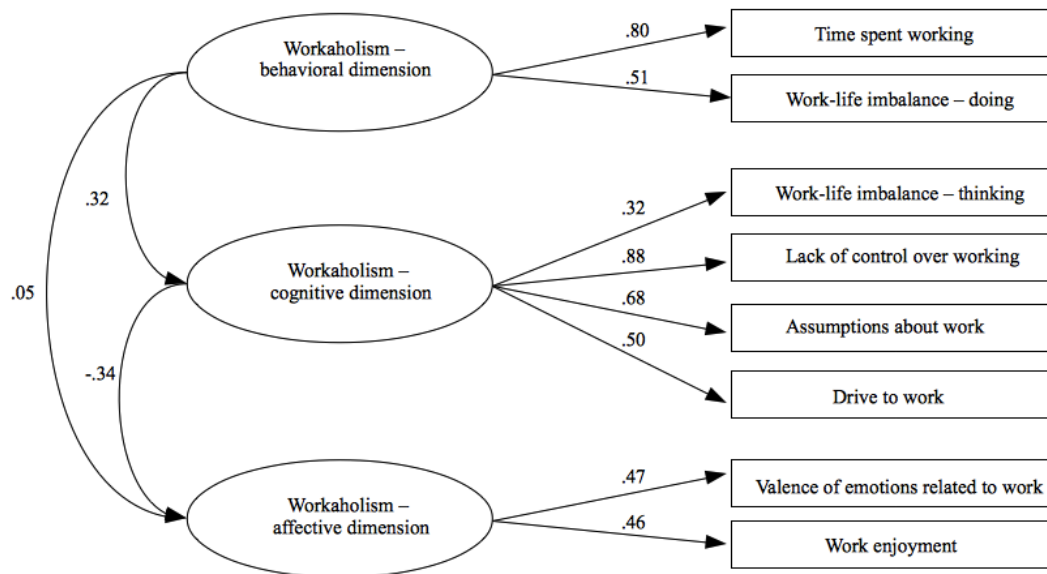 Workaholism –
behavioral dimension
.80
Time spent working
.51
Work-life imbalance – doing
.32
Workaholism –
cognitive dimension
.32
Work-life imbalance – thinking
.88
Lack of control over working
.68
Assumptions about work
.50
Drive to work
.05
-.34
Workaholism –
affective dimension
.47
Valence of emotions related to work
.46
Work enjoyment